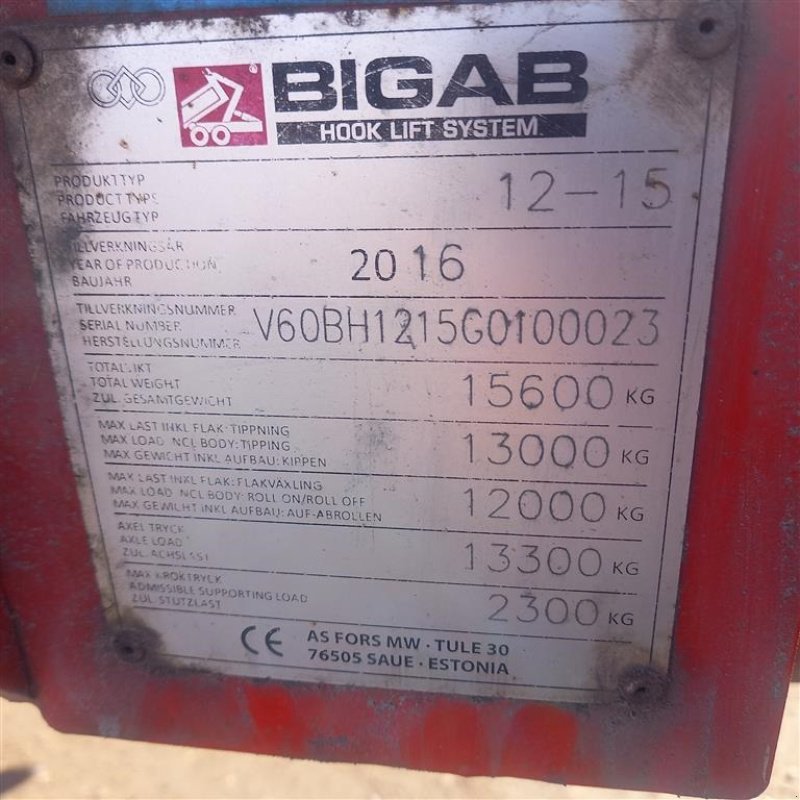 BIGAB
HOOK LIFT SYSTEM
PRODUKTTYP
PRODUCT TYPE
FAHRZEUGTYP
12-15
TILLVERKNINGSÅR
YEAR OF PRODUCTION
BAUJAHR
2016
TILLVERKNINGSNUMMER
SERIAL NUMBER
HERSTELLUNGSNUMMER
V60BH1215G0100023
TOTALVIKT
TOTAL WEIGHT
ZUL. GESAMTGEWICHT
15600 KG
MAX LAST INKL FLAK: TIPPNING
MAX LOAD INCL BODY: TIPPING
MAX GEWICHT INKL AUFBAU: KIPPEN
13000 KG
MAX LAST INKL FLAK: FLAKVÄXLING
MAX LOAD INCL BODY: ROLL ON/ROLL OFF
MAX GEWICHT INKL AUFBAU: AUF-ABROLLEN
12000 KG
AXEL TRYCK
AXLE LOAD
ZUL. ACHSLAST
13300 KG
MAX KROKTRYCK
ADMISSIBLE SUPPORTING LOAD
ZUL. STÜTZLAST
2300 KG
CE
AS FORS MW · TULE 30
76505 SAUE · ESTONIA